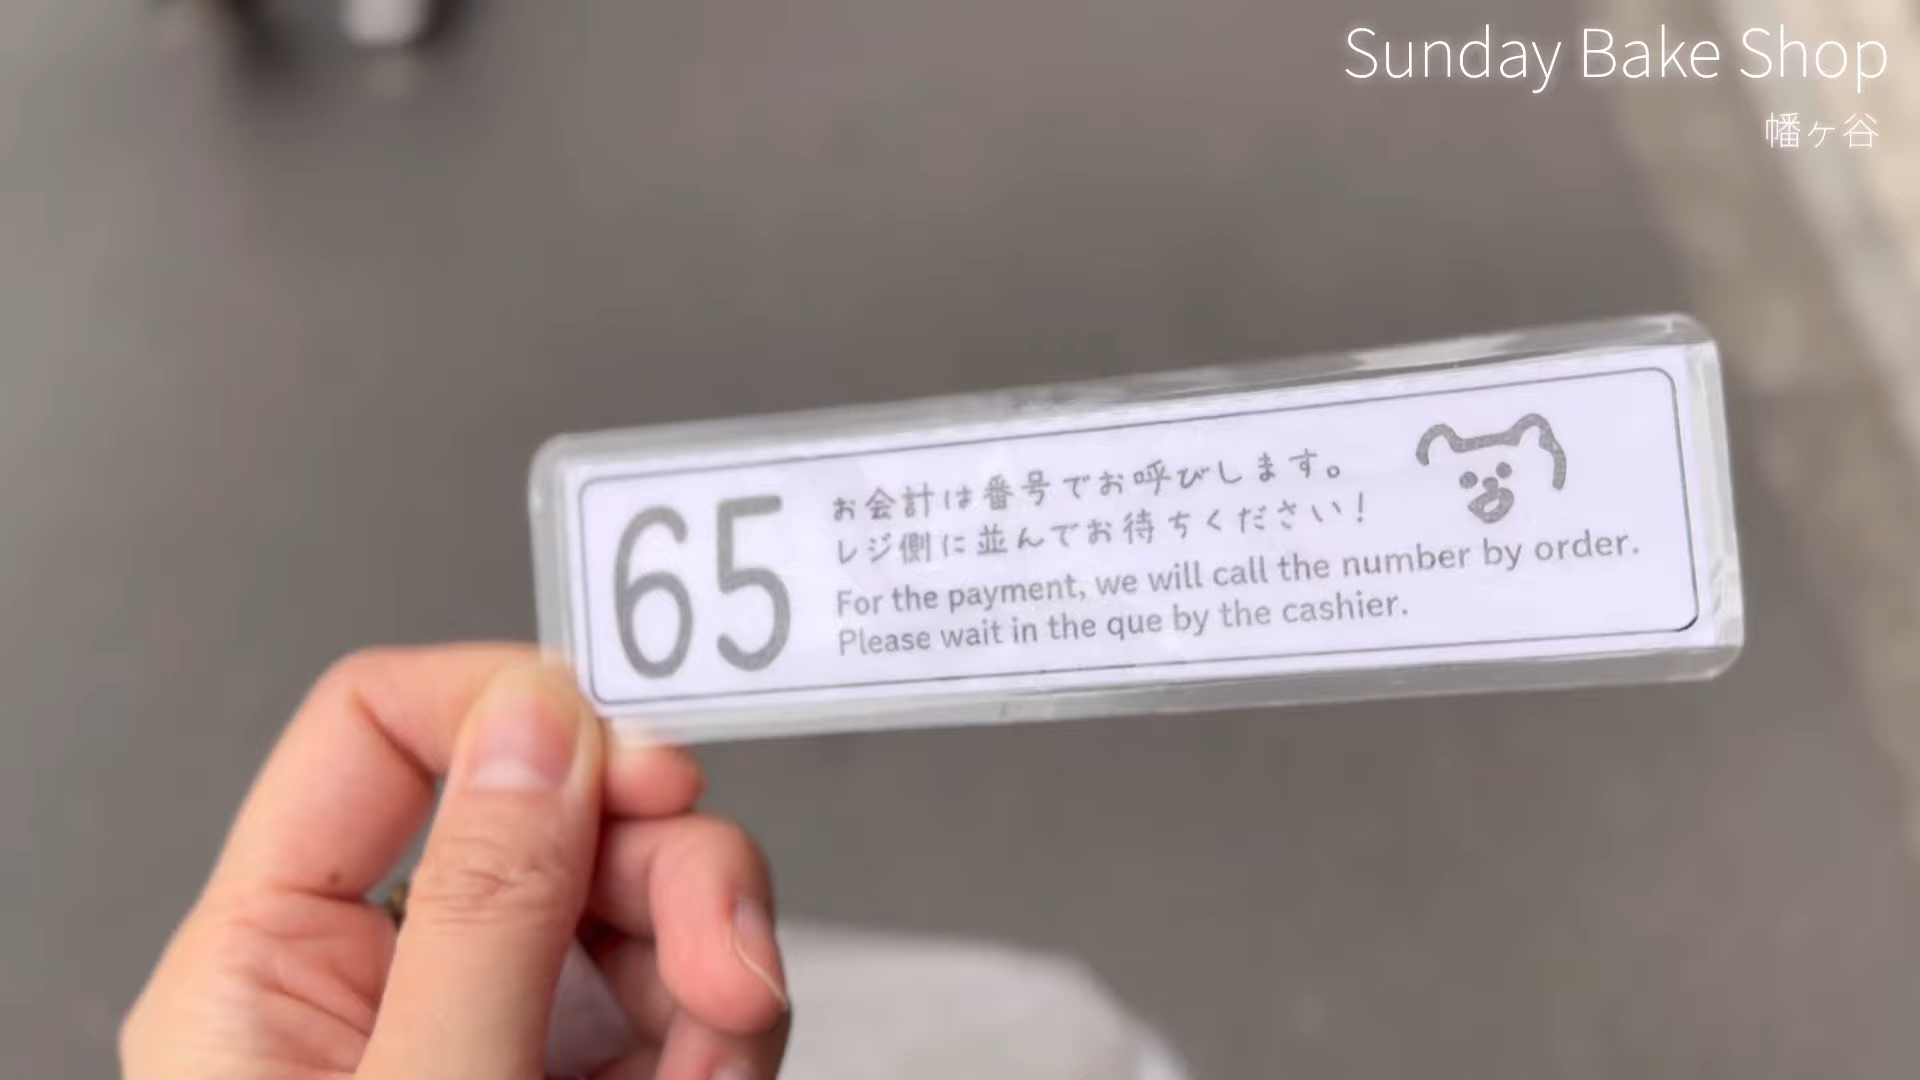 Sunday Bake Shop
幡ヶ谷
65
お会計は番号でお呼びします。
レジ側に並んでお待ちください!
For the payment, we will call the number by order.
Please wait in the que by the cashier.